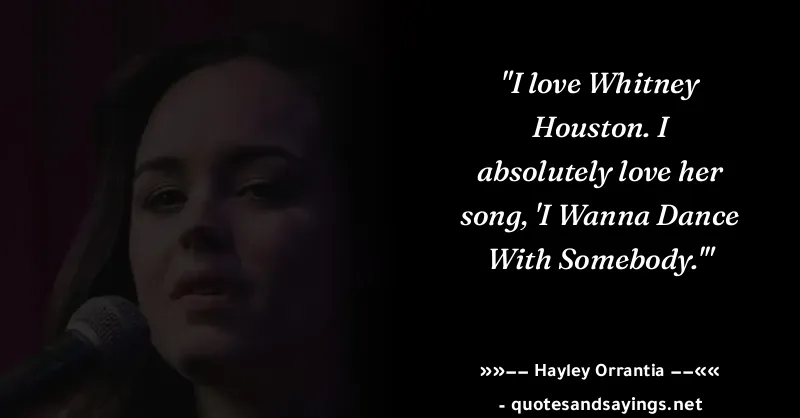 "I love Whitney
Houston. I
absolutely love her
song, 'I Wanna Dance
With Somebody.'"
»»−− Hayley Orrantia −−««
- quotesandsayings.net